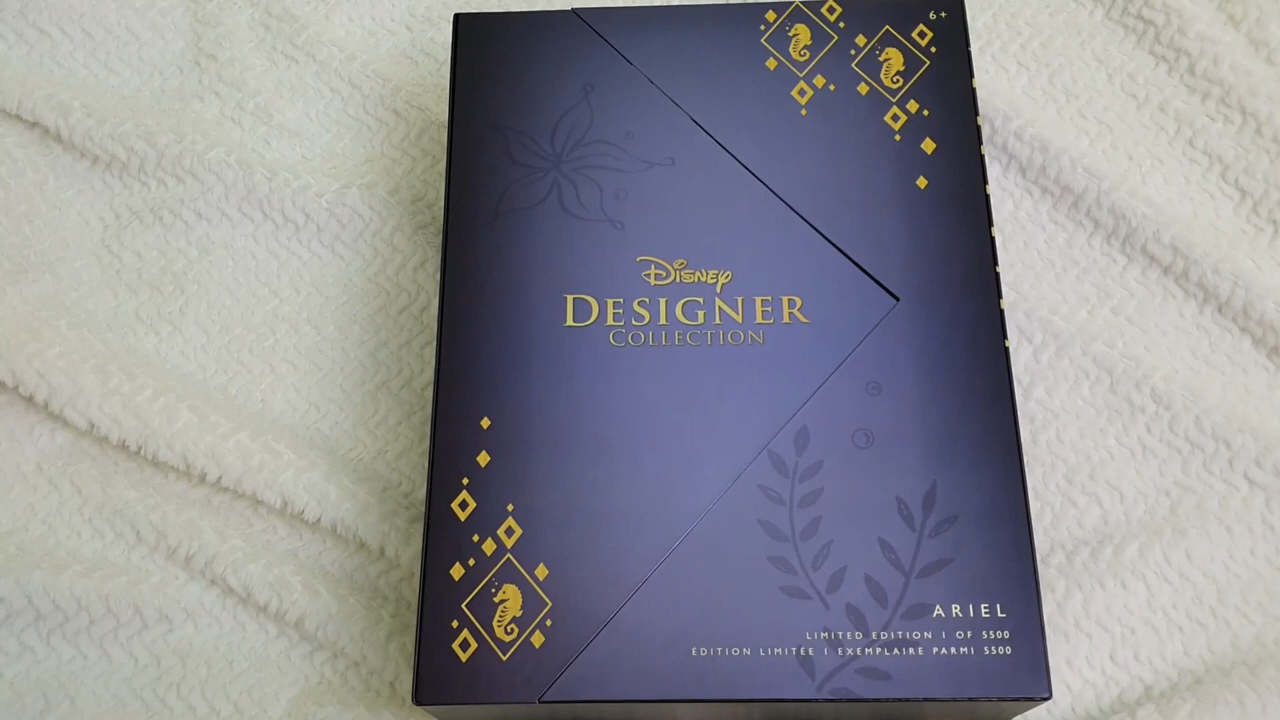 6+
Disney
DESIGNER
COLLECTION
ARIEL
LIMITED EDITION 1 OF 5500
ÉDITION LIMITÉE 1 EXEMPLAIRE PARMI 5500